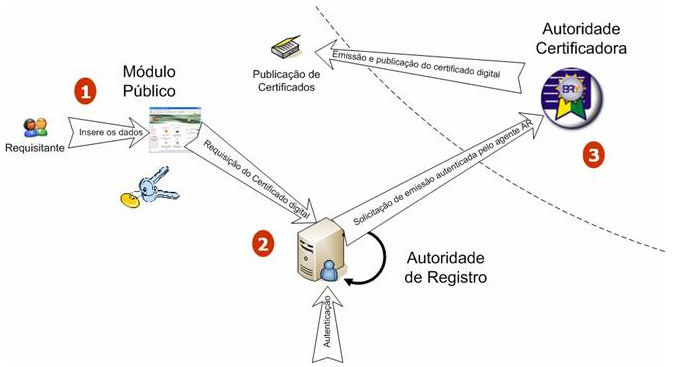 Autoridade
Certificadora
Emissão e publicação do certificado digital
Publicação de
Certificados
BRy
Módulo
Público
1
Requisitante
Insere os dados
3
Requisição do Certificado digital
Solicitação de emissão autenticada pelo agente AR
2
Autoridade
de Registro
Autenticação